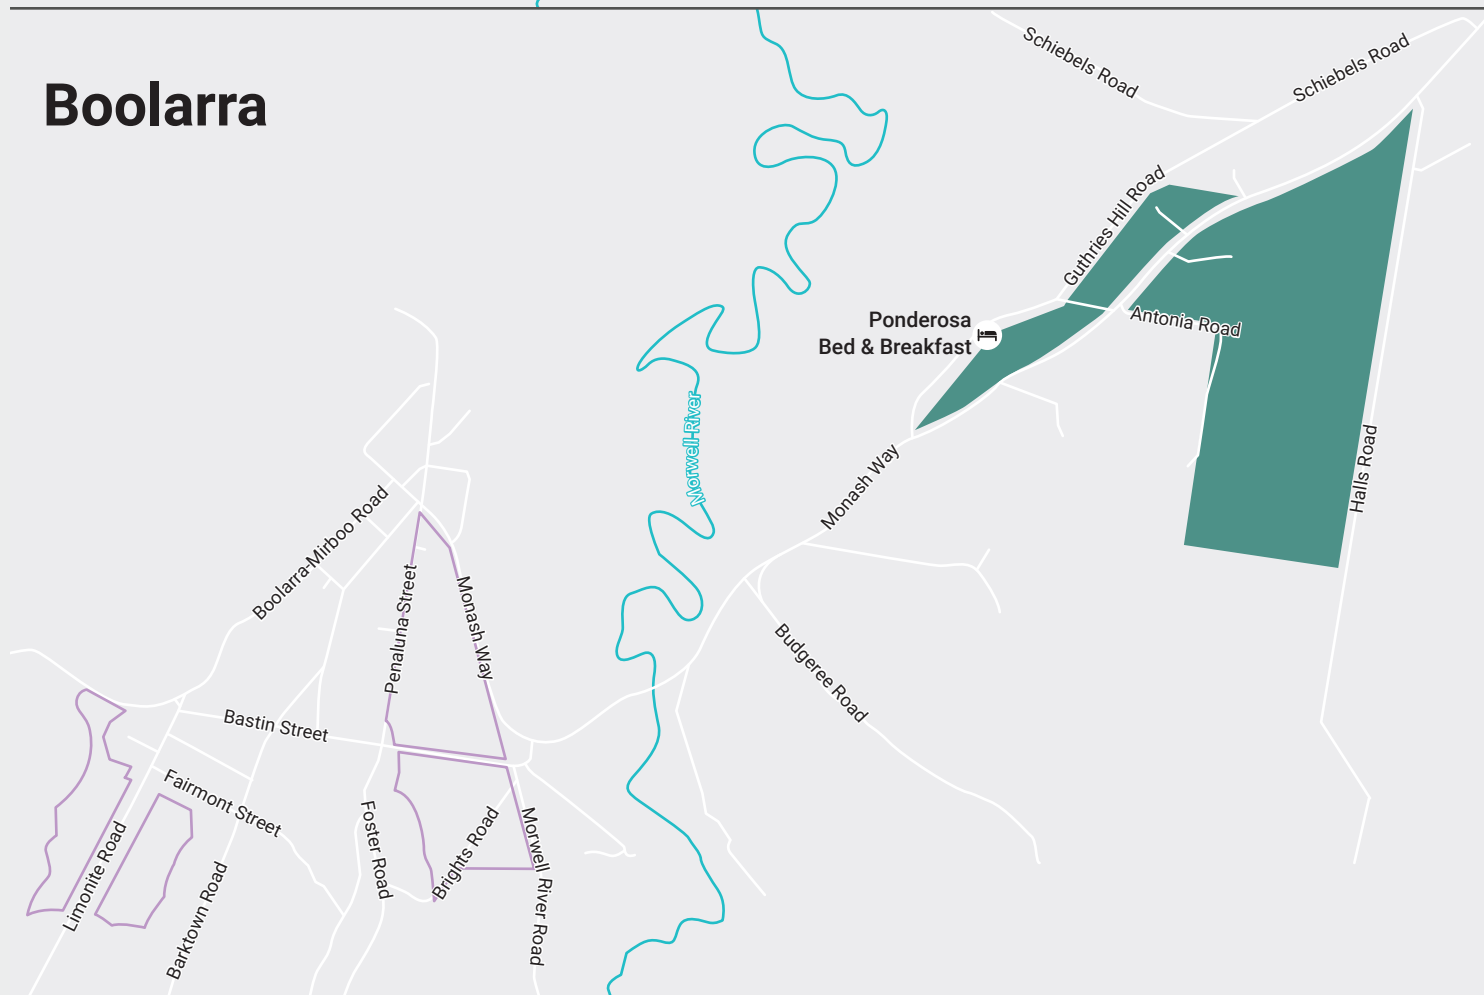 Boolarra
Schiebels Road
Schiebels Road
Guthries Hill Road
Ponderosa
Bed & Breakfast
Antonia Road
Morwell River
Monash Way
Halls Road
Boolarra-Mirboo Road
Penaluna Street
Monash Way
Budgeree Road
Bastin Street
Fairmont Street
Foster Road
Brights Road
Morwell River Road
Limonite Road
Barktown Road